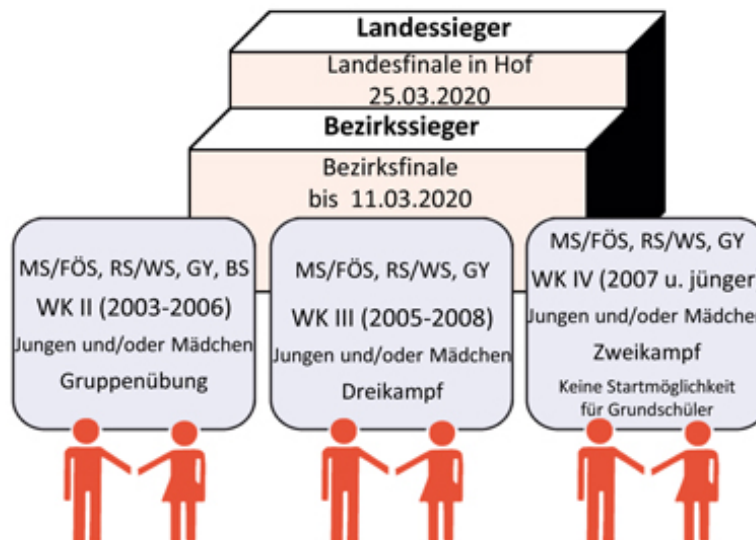 Landessieger
Landesfinale in Hof
25.03.2020
Bezirkssieger
Bezirksfinale
bis 11.03.2020
MS/FÖS, RS/WS, GY, BS
WK II (2003-2006)
Jungen und/oder Mädchen
Gruppenübung
MS/FÖS, RS/WS, GY
WK III (2005-2008)
Jungen und/oder Mädchen
Dreikampf
MS/FÖS, RS/WS, GY
WK IV (2007 u. jünger
Jungen und/oder Mädchen
Zweikampf
Keine Startmöglichkeit
für Grundschüler